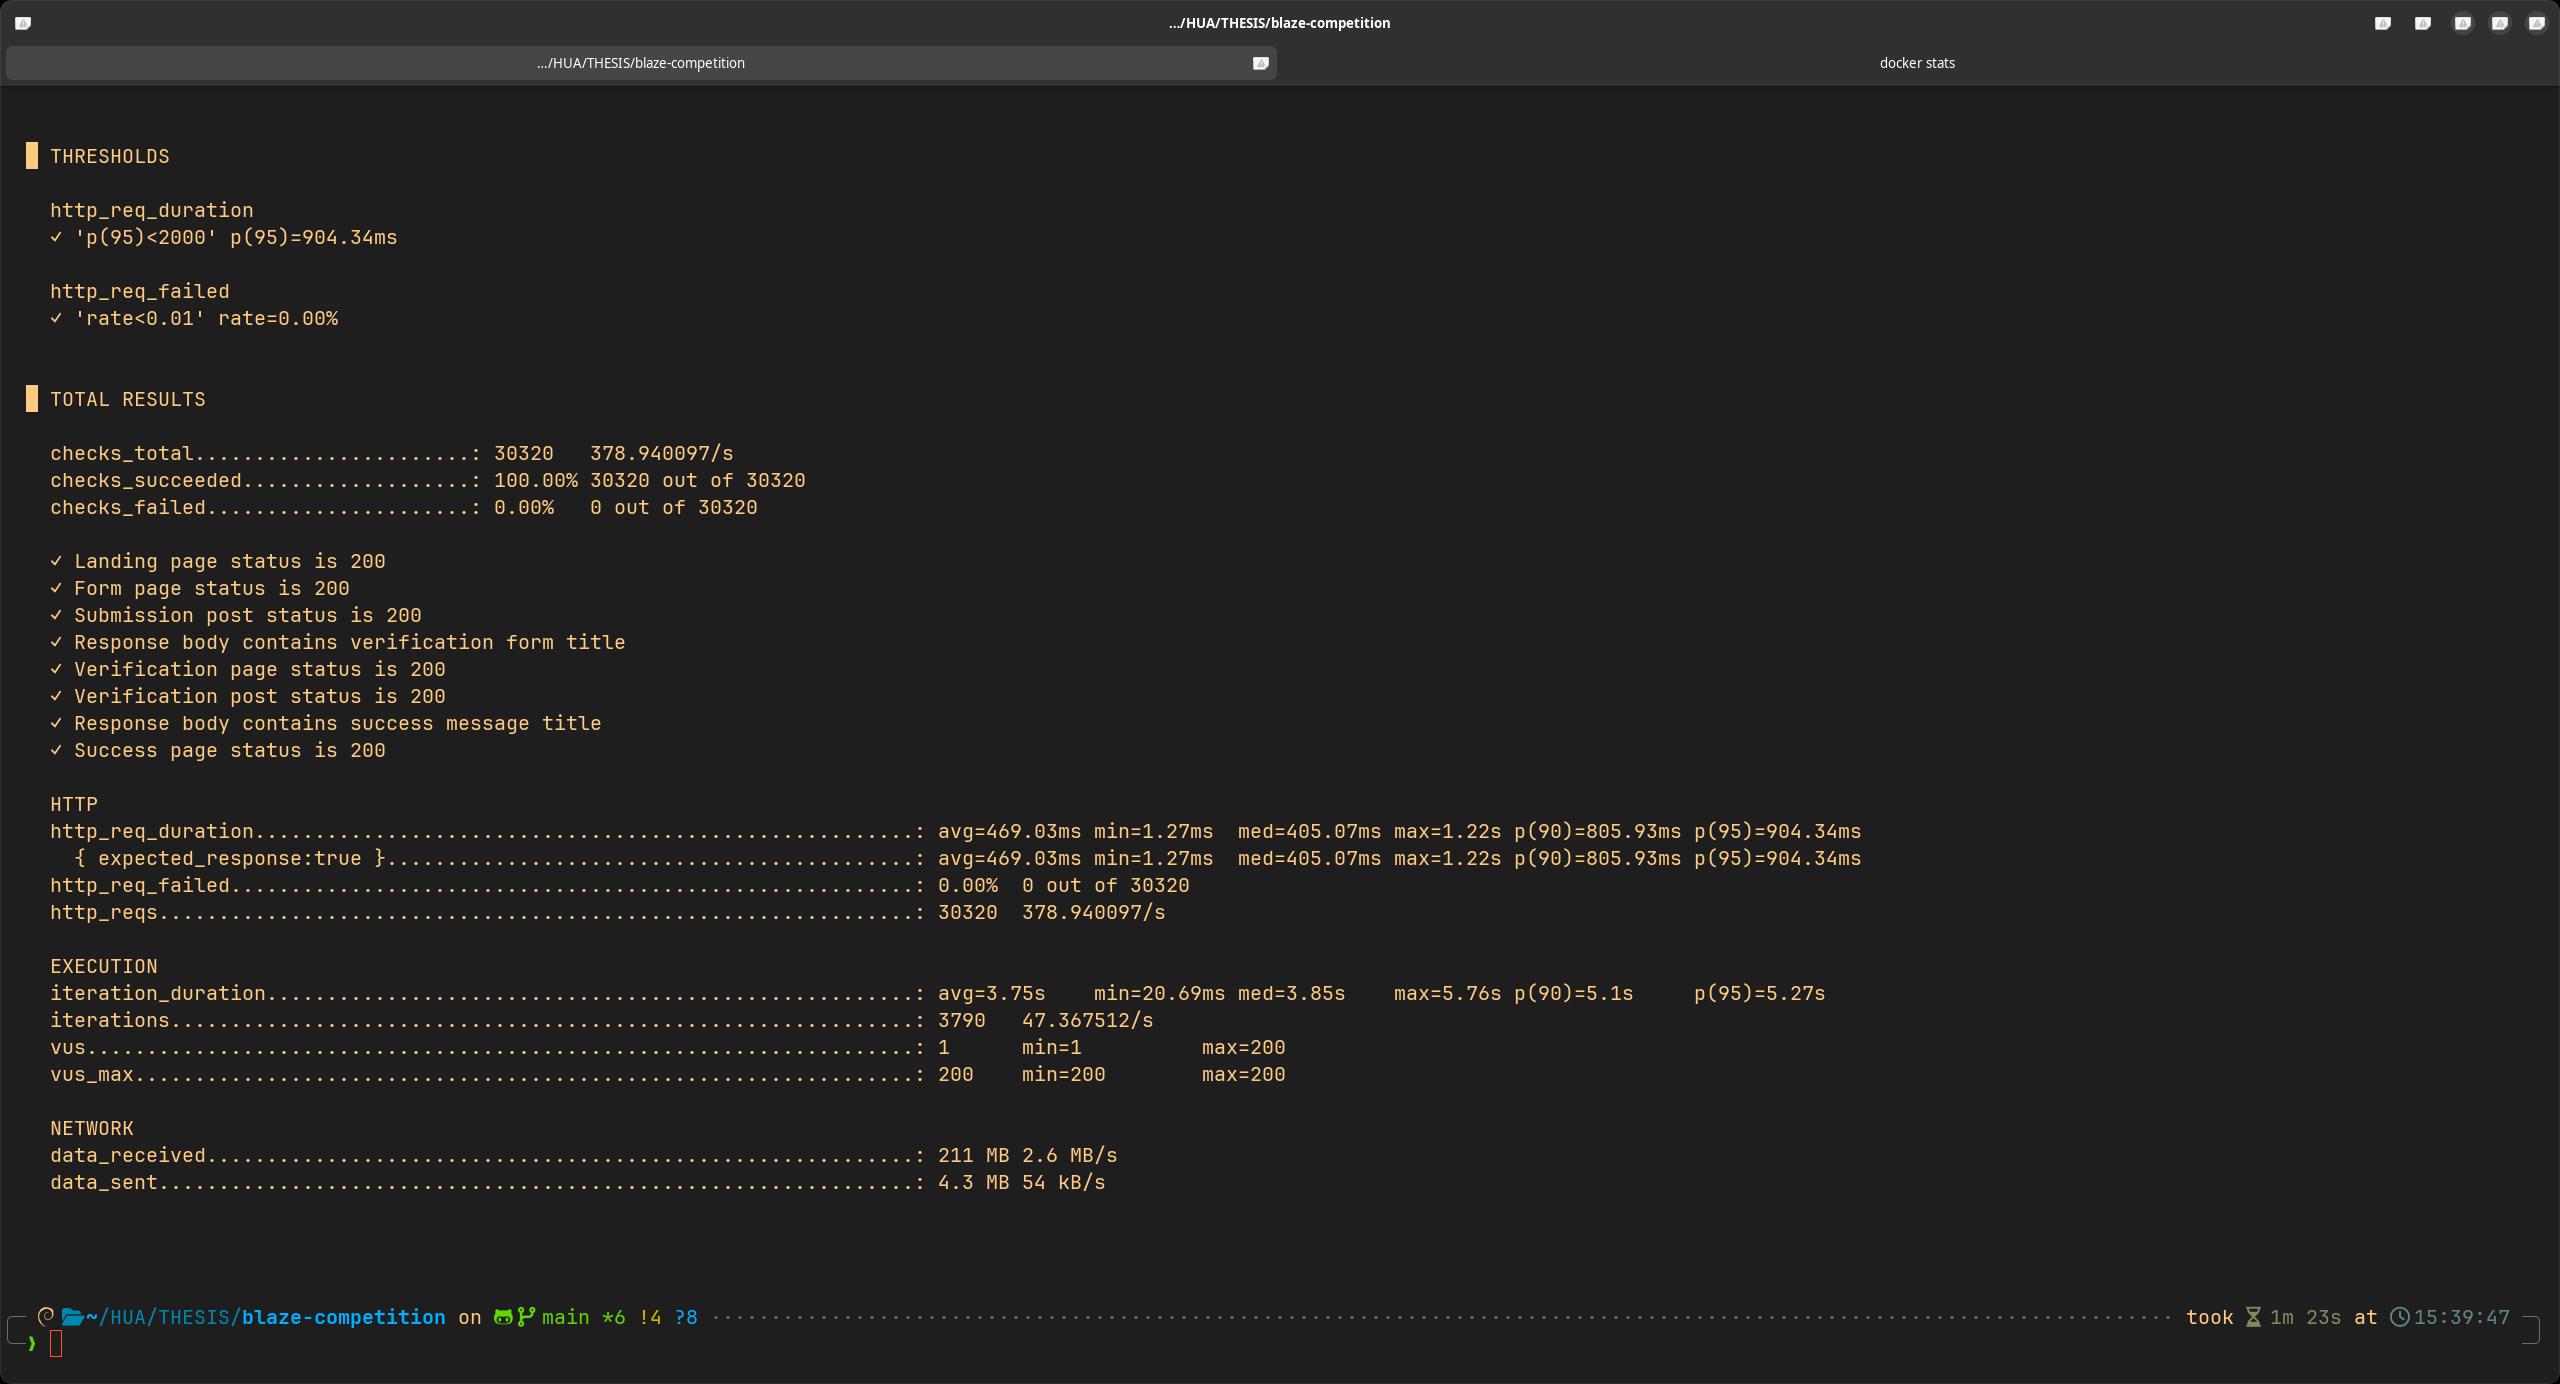 …/HUA/THESIS/blaze-competition
…/HUA/THESIS/blaze-competition
docker stats
THRESHOLDS
http_req_duration
✓ 'p(95)<2000' p(95)=904.34ms
http_req_failed
✓ 'rate<0.01' rate=0.00%
TOTAL RESULTS
checks_total.......................: 30320   378.940097/s
checks_succeeded...................: 100.00% 30320 out of 30320
checks_failed......................: 0.00%   0 out of 30320
✓ Landing page status is 200
✓ Form page status is 200
✓ Submission post status is 200
✓ Response body contains verification form title
✓ Verification page status is 200
✓ Verification post status is 200
✓ Response body contains success message title
✓ Success page status is 200
HTTP
http_req_duration.......................................................: avg=469.03ms min=1.27ms  med=405.07ms max=1.22s p(90)=805.93ms p(95)=904.34ms
{ expected_response:true }............................................: avg=469.03ms min=1.27ms  med=405.07ms max=1.22s p(90)=805.93ms p(95)=904.34ms
http_req_failed.........................................................: 0.00%  0 out of 30320
http_reqs...............................................................: 30320  378.940097/s
EXECUTION
iteration_duration......................................................: avg=3.75s    min=20.69ms med=3.85s    max=5.76s p(90)=5.1s     p(95)=5.27s
iterations..............................................................: 3790   47.367512/s
vus.....................................................................: 1      min=1          max=200
vus_max.................................................................: 200    min=200        max=200
NETWORK
data_received...........................................................: 211 MB 2.6 MB/s
data_sent...............................................................: 4.3 MB 54 kB/s
~/HUA/THESIS/blaze-competition on main *6 !4 ?8 took 1m 23s at 15:39:47
❯